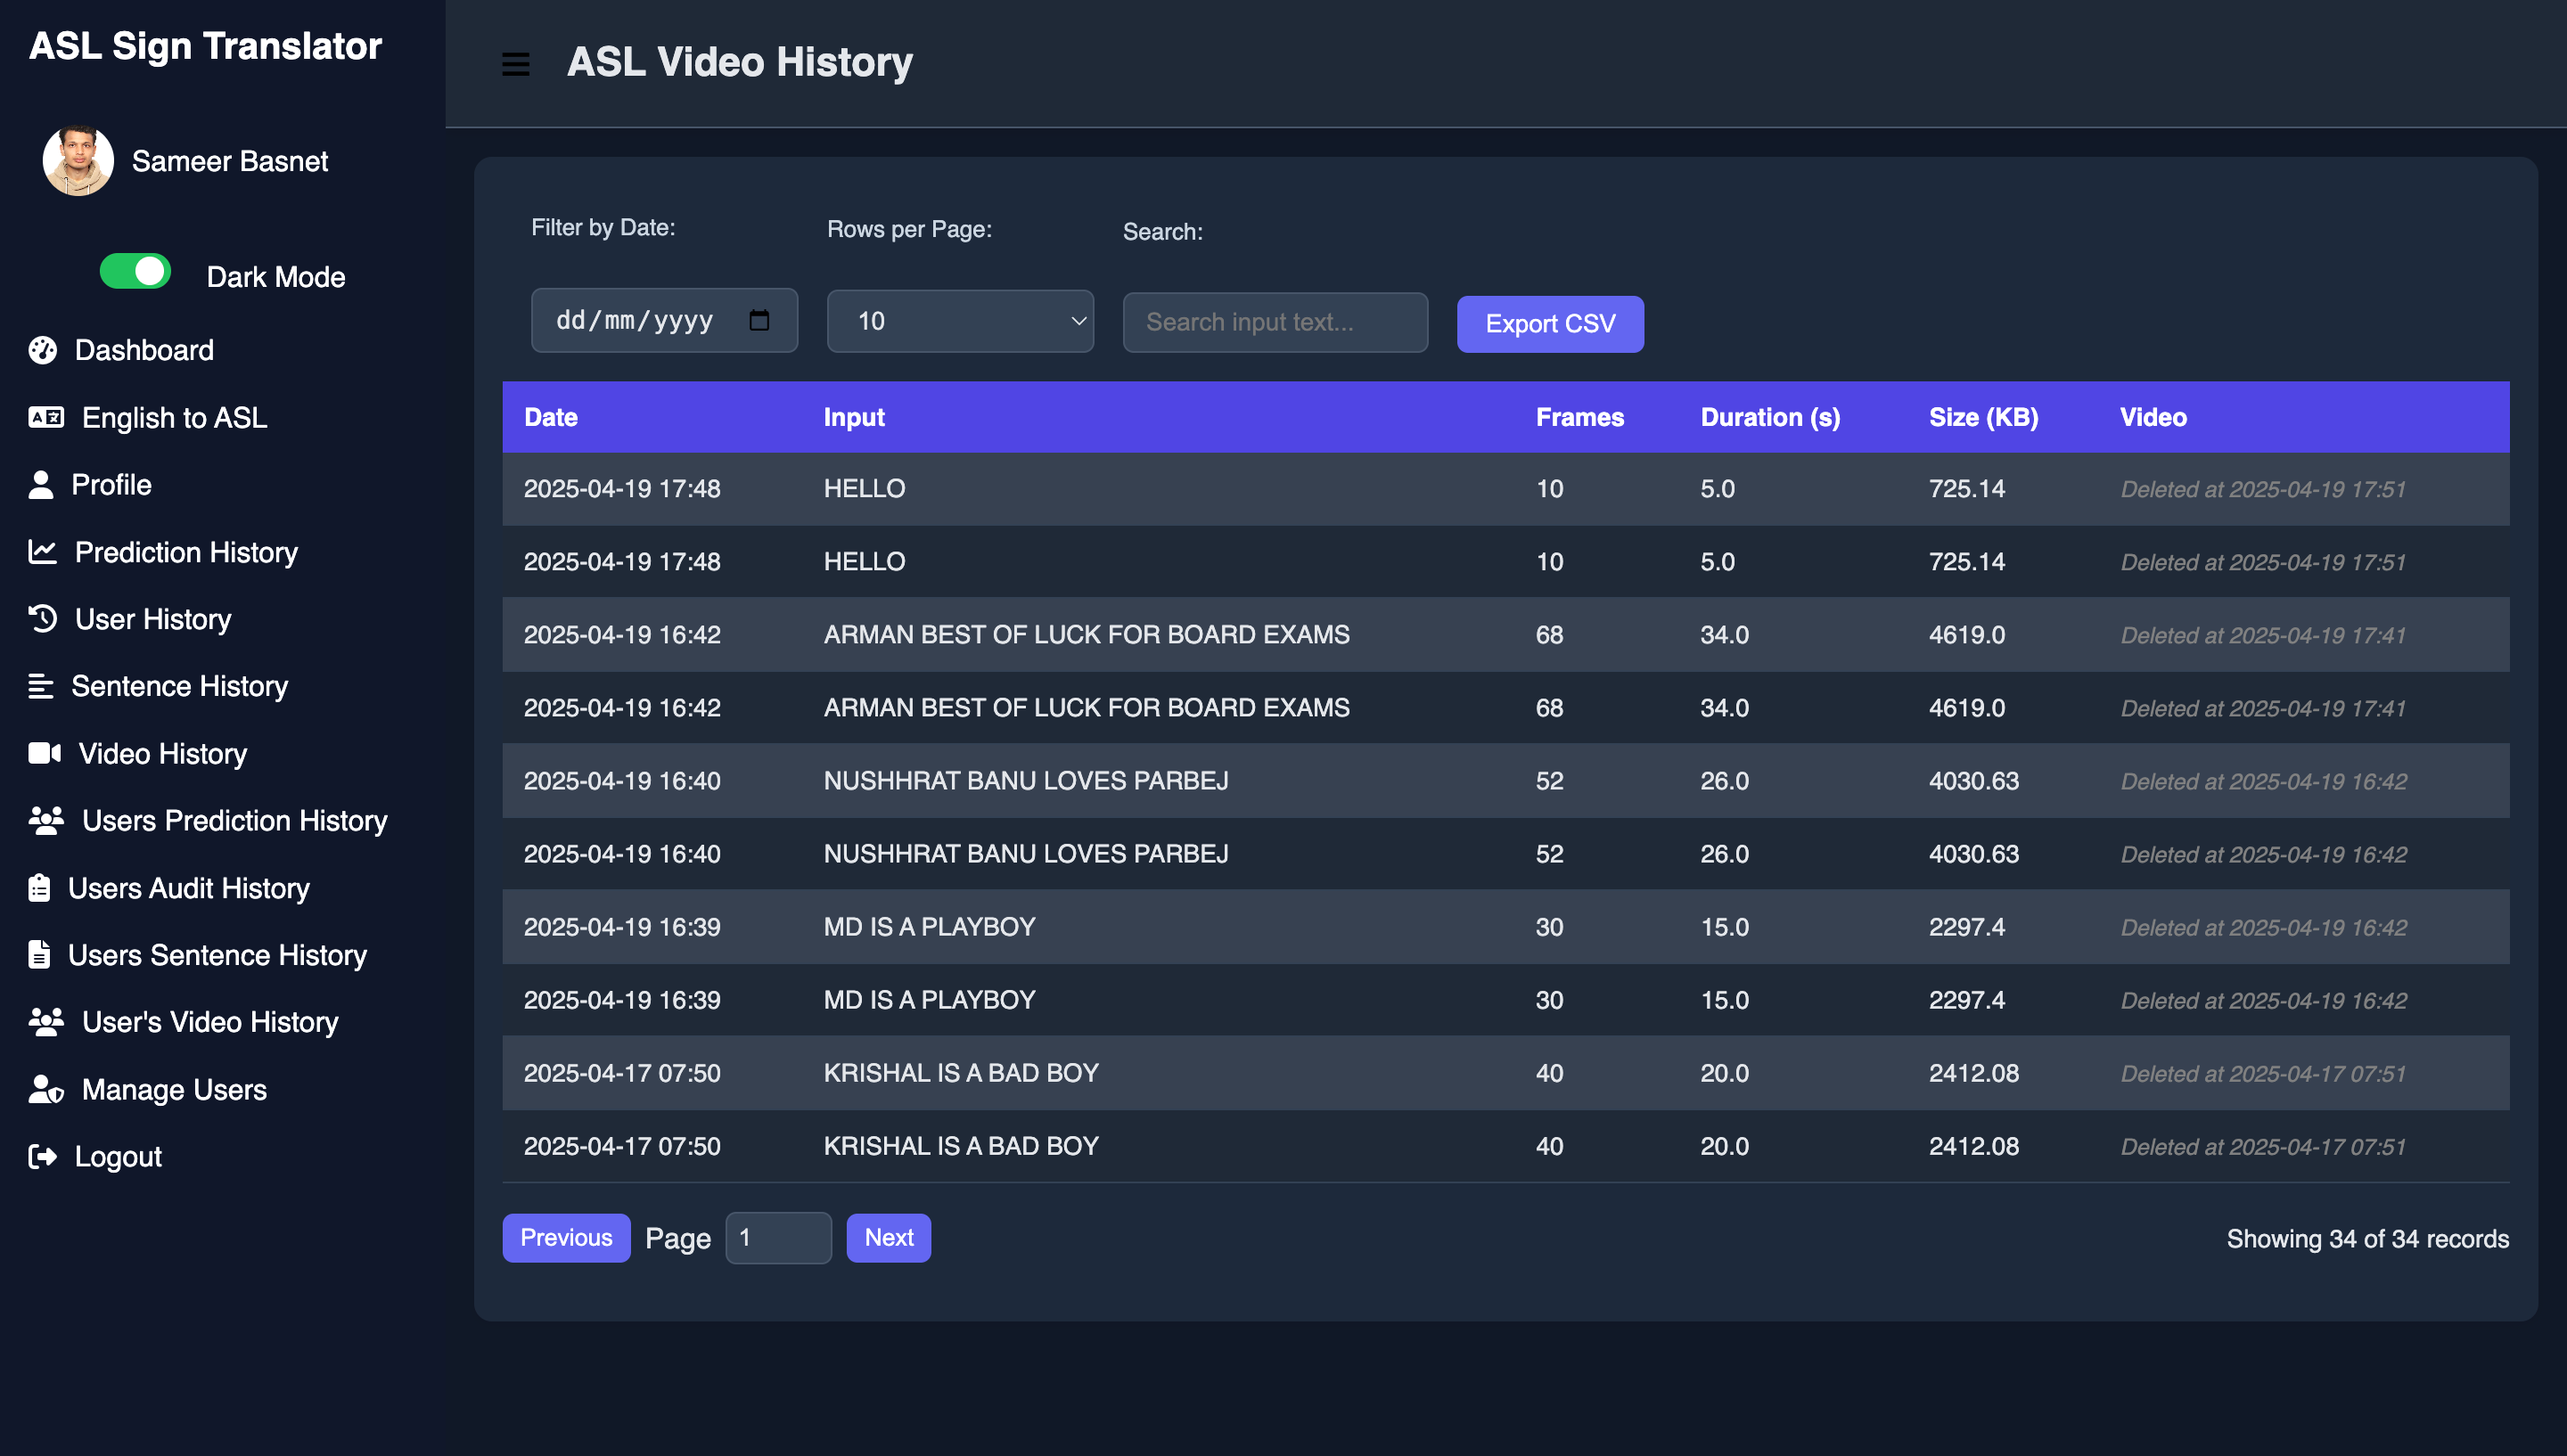 ASL Sign Translator
Sameer Basnet
Dark Mode
Dashboard
English to ASL
Profile
Prediction History
User History
Sentence History
Video History
Users Prediction History
Users Audit History
Users Sentence History
User's Video History
Manage Users
Logout
ASL Video History
Filter by Date: Rows per Page: Search:
dd/mm/yyyy 10 Search input text... Export CSV
Date Input Frames Duration (s) Size (KB) Video
2025-04-19 17:48 HELLO 10 5.0 725.14 Deleted at 2025-04-19 17:51
2025-04-19 17:48 HELLO 10 5.0 725.14 Deleted at 2025-04-19 17:51
2025-04-19 16:42 ARMAN BEST OF LUCK FOR BOARD EXAMS 68 34.0 4619.0 Deleted at 2025-04-19 17:41
2025-04-19 16:42 ARMAN BEST OF LUCK FOR BOARD EXAMS 68 34.0 4619.0 Deleted at 2025-04-19 17:41
2025-04-19 16:40 NUSHHRAT BANU LOVES PARBEJ 52 26.0 4030.63 Deleted at 2025-04-19 16:42
2025-04-19 16:40 NUSHHRAT BANU LOVES PARBEJ 52 26.0 4030.63 Deleted at 2025-04-19 16:42
2025-04-19 16:39 MD IS A PLAYBOY 30 15.0 2297.4 Deleted at 2025-04-19 16:42
2025-04-19 16:39 MD IS A PLAYBOY 30 15.0 2297.4 Deleted at 2025-04-19 16:42
2025-04-17 07:50 KRISHAL IS A BAD BOY 40 20.0 2412.08 Deleted at 2025-04-17 07:51
2025-04-17 07:50 KRISHAL IS A BAD BOY 40 20.0 2412.08 Deleted at 2025-04-17 07:51
Previous Page 1 Next Showing 34 of 34 records